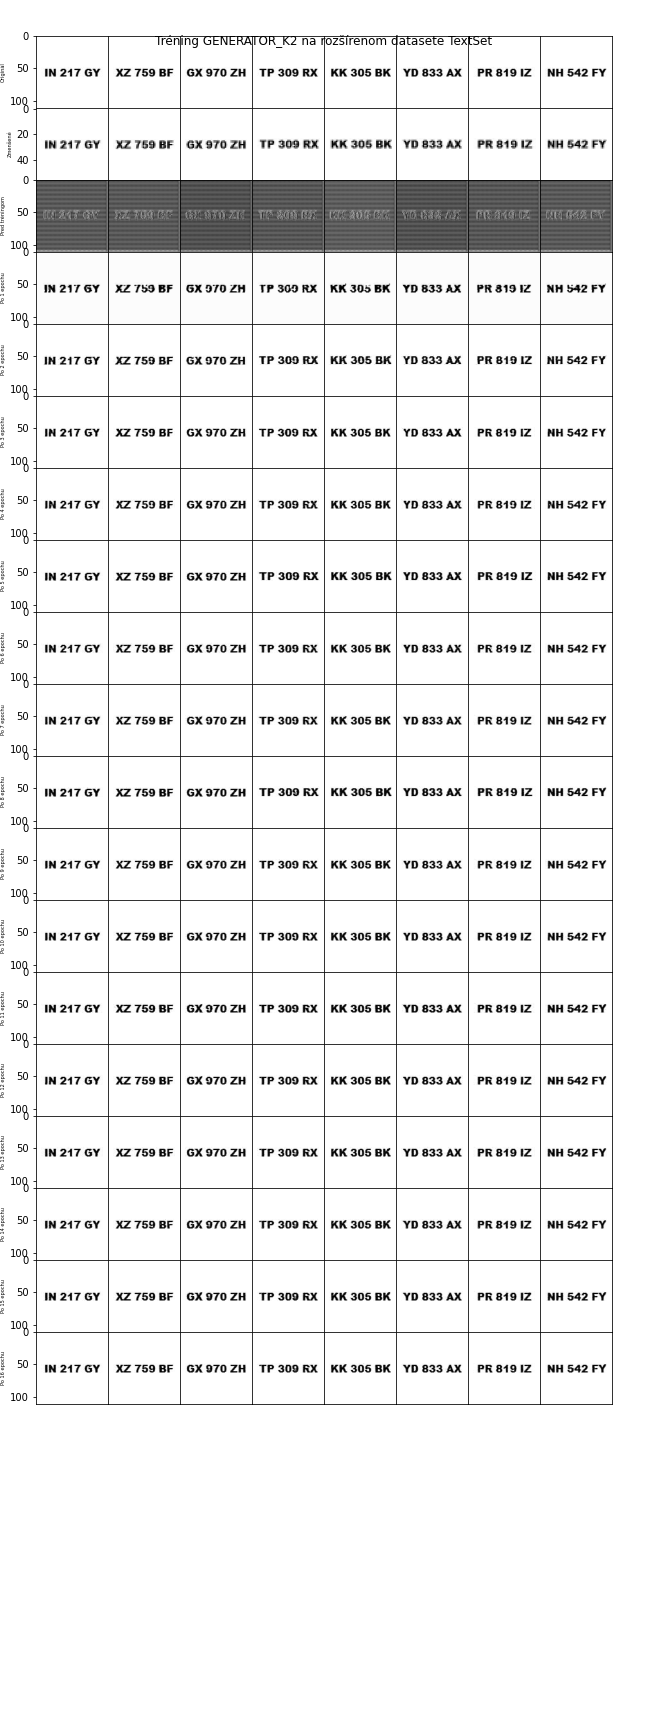 Tréning GENERATOR_K2 na rozšírenom datasete TextSet
0
50
100
Original
IN 217 GY XZ 759 BF GX 970 ZH TP 309 RX KK 305 BK YD 833 AX PR 819 IZ NH 542 FY
0
20
40
Zmenšené
IN 217 GY XZ 759 BF GX 970 ZH TP 309 RX KK 305 BK YD 833 AX PR 819 IZ NH 542 FY
0
50
100
Pred tréningom
0
50
100
Po 1 epochu
IN 217 GY XZ 759 BF GX 970 ZH TP 309 RX KK 305 BK YD 833 AX PR 819 IZ NH 542 FY
0
50
100
Po 2 epochu
IN 217 GY XZ 759 BF GX 970 ZH TP 309 RX KK 305 BK YD 833 AX PR 819 IZ NH 542 FY
0
50
100
Po 3 epochu
IN 217 GY XZ 759 BF GX 970 ZH TP 309 RX KK 305 BK YD 833 AX PR 819 IZ NH 542 FY
0
50
100
Po 4 epochu
IN 217 GY XZ 759 BF GX 970 ZH TP 309 RX KK 305 BK YD 833 AX PR 819 IZ NH 542 FY
0
50
100
Po 5 epochu
IN 217 GY XZ 759 BF GX 970 ZH TP 309 RX KK 305 BK YD 833 AX PR 819 IZ NH 542 FY
0
50
100
Po 6 epochu
IN 217 GY XZ 759 BF GX 970 ZH TP 309 RX KK 305 BK YD 833 AX PR 819 IZ NH 542 FY
0
50
100
Po 7 epochu
IN 217 GY XZ 759 BF GX 970 ZH TP 309 RX KK 305 BK YD 833 AX PR 819 IZ NH 542 FY
0
50
100
Po 8 epochu
IN 217 GY XZ 759 BF GX 970 ZH TP 309 RX KK 305 BK YD 833 AX PR 819 IZ NH 542 FY
0
50
100
Po 9 epochu
IN 217 GY XZ 759 BF GX 970 ZH TP 309 RX KK 305 BK YD 833 AX PR 819 IZ NH 542 FY
0
50
100
Po 10 epochu
IN 217 GY XZ 759 BF GX 970 ZH TP 309 RX KK 305 BK YD 833 AX PR 819 IZ NH 542 FY
0
50
100
Po 11 epochu
IN 217 GY XZ 759 BF GX 970 ZH TP 309 RX KK 305 BK YD 833 AX PR 819 IZ NH 542 FY
0
50
100
Po 12 epochu
IN 217 GY XZ 759 BF GX 970 ZH TP 309 RX KK 305 BK YD 833 AX PR 819 IZ NH 542 FY
0
50
100
Po 13 epochu
IN 217 GY XZ 759 BF GX 970 ZH TP 309 RX KK 305 BK YD 833 AX PR 819 IZ NH 542 FY
0
50
100
Po 14 epochu
IN 217 GY XZ 759 BF GX 970 ZH TP 309 RX KK 305 BK YD 833 AX PR 819 IZ NH 542 FY
0
50
100
Po 15 epochu
IN 217 GY XZ 759 BF GX 970 ZH TP 309 RX KK 305 BK YD 833 AX PR 819 IZ NH 542 FY
0
50
100
Po 16 epochu
IN 217 GY XZ 759 BF GX 970 ZH TP 309 RX KK 305 BK YD 833 AX PR 819 IZ NH 542 FY